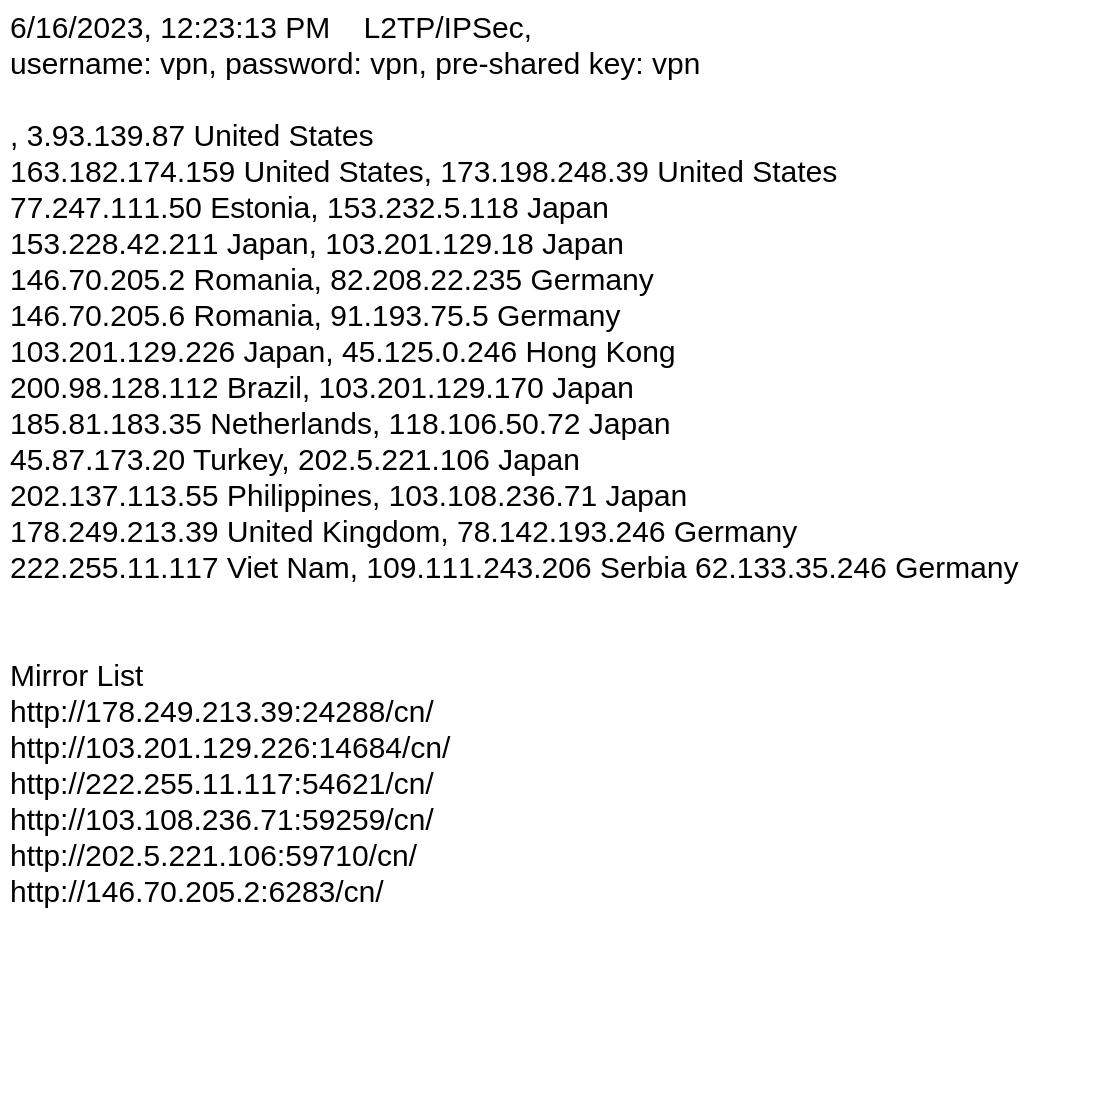 6/16/2023, 12:23:13 PM    L2TP/IPSec,
username: vpn, password: vpn, pre-shared key: vpn
, 3.93.139.87 United States
163.182.174.159 United States, 173.198.248.39 United States
77.247.111.50 Estonia, 153.232.5.118 Japan
153.228.42.211 Japan, 103.201.129.18 Japan
146.70.205.2 Romania, 82.208.22.235 Germany
146.70.205.6 Romania, 91.193.75.5 Germany
103.201.129.226 Japan, 45.125.0.246 Hong Kong
200.98.128.112 Brazil, 103.201.129.170 Japan
185.81.183.35 Netherlands, 118.106.50.72 Japan
45.87.173.20 Turkey, 202.5.221.106 Japan
202.137.113.55 Philippines, 103.108.236.71 Japan
178.249.213.39 United Kingdom, 78.142.193.246 Germany
222.255.11.117 Viet Nam, 109.111.243.206 Serbia 62.133.35.246 Germany
Mirror List
http://178.249.213.39:24288/cn/
http://103.201.129.226:14684/cn/
http://222.255.11.117:54621/cn/
http://103.108.236.71:59259/cn/
http://202.5.221.106:59710/cn/
http://146.70.205.2:6283/cn/